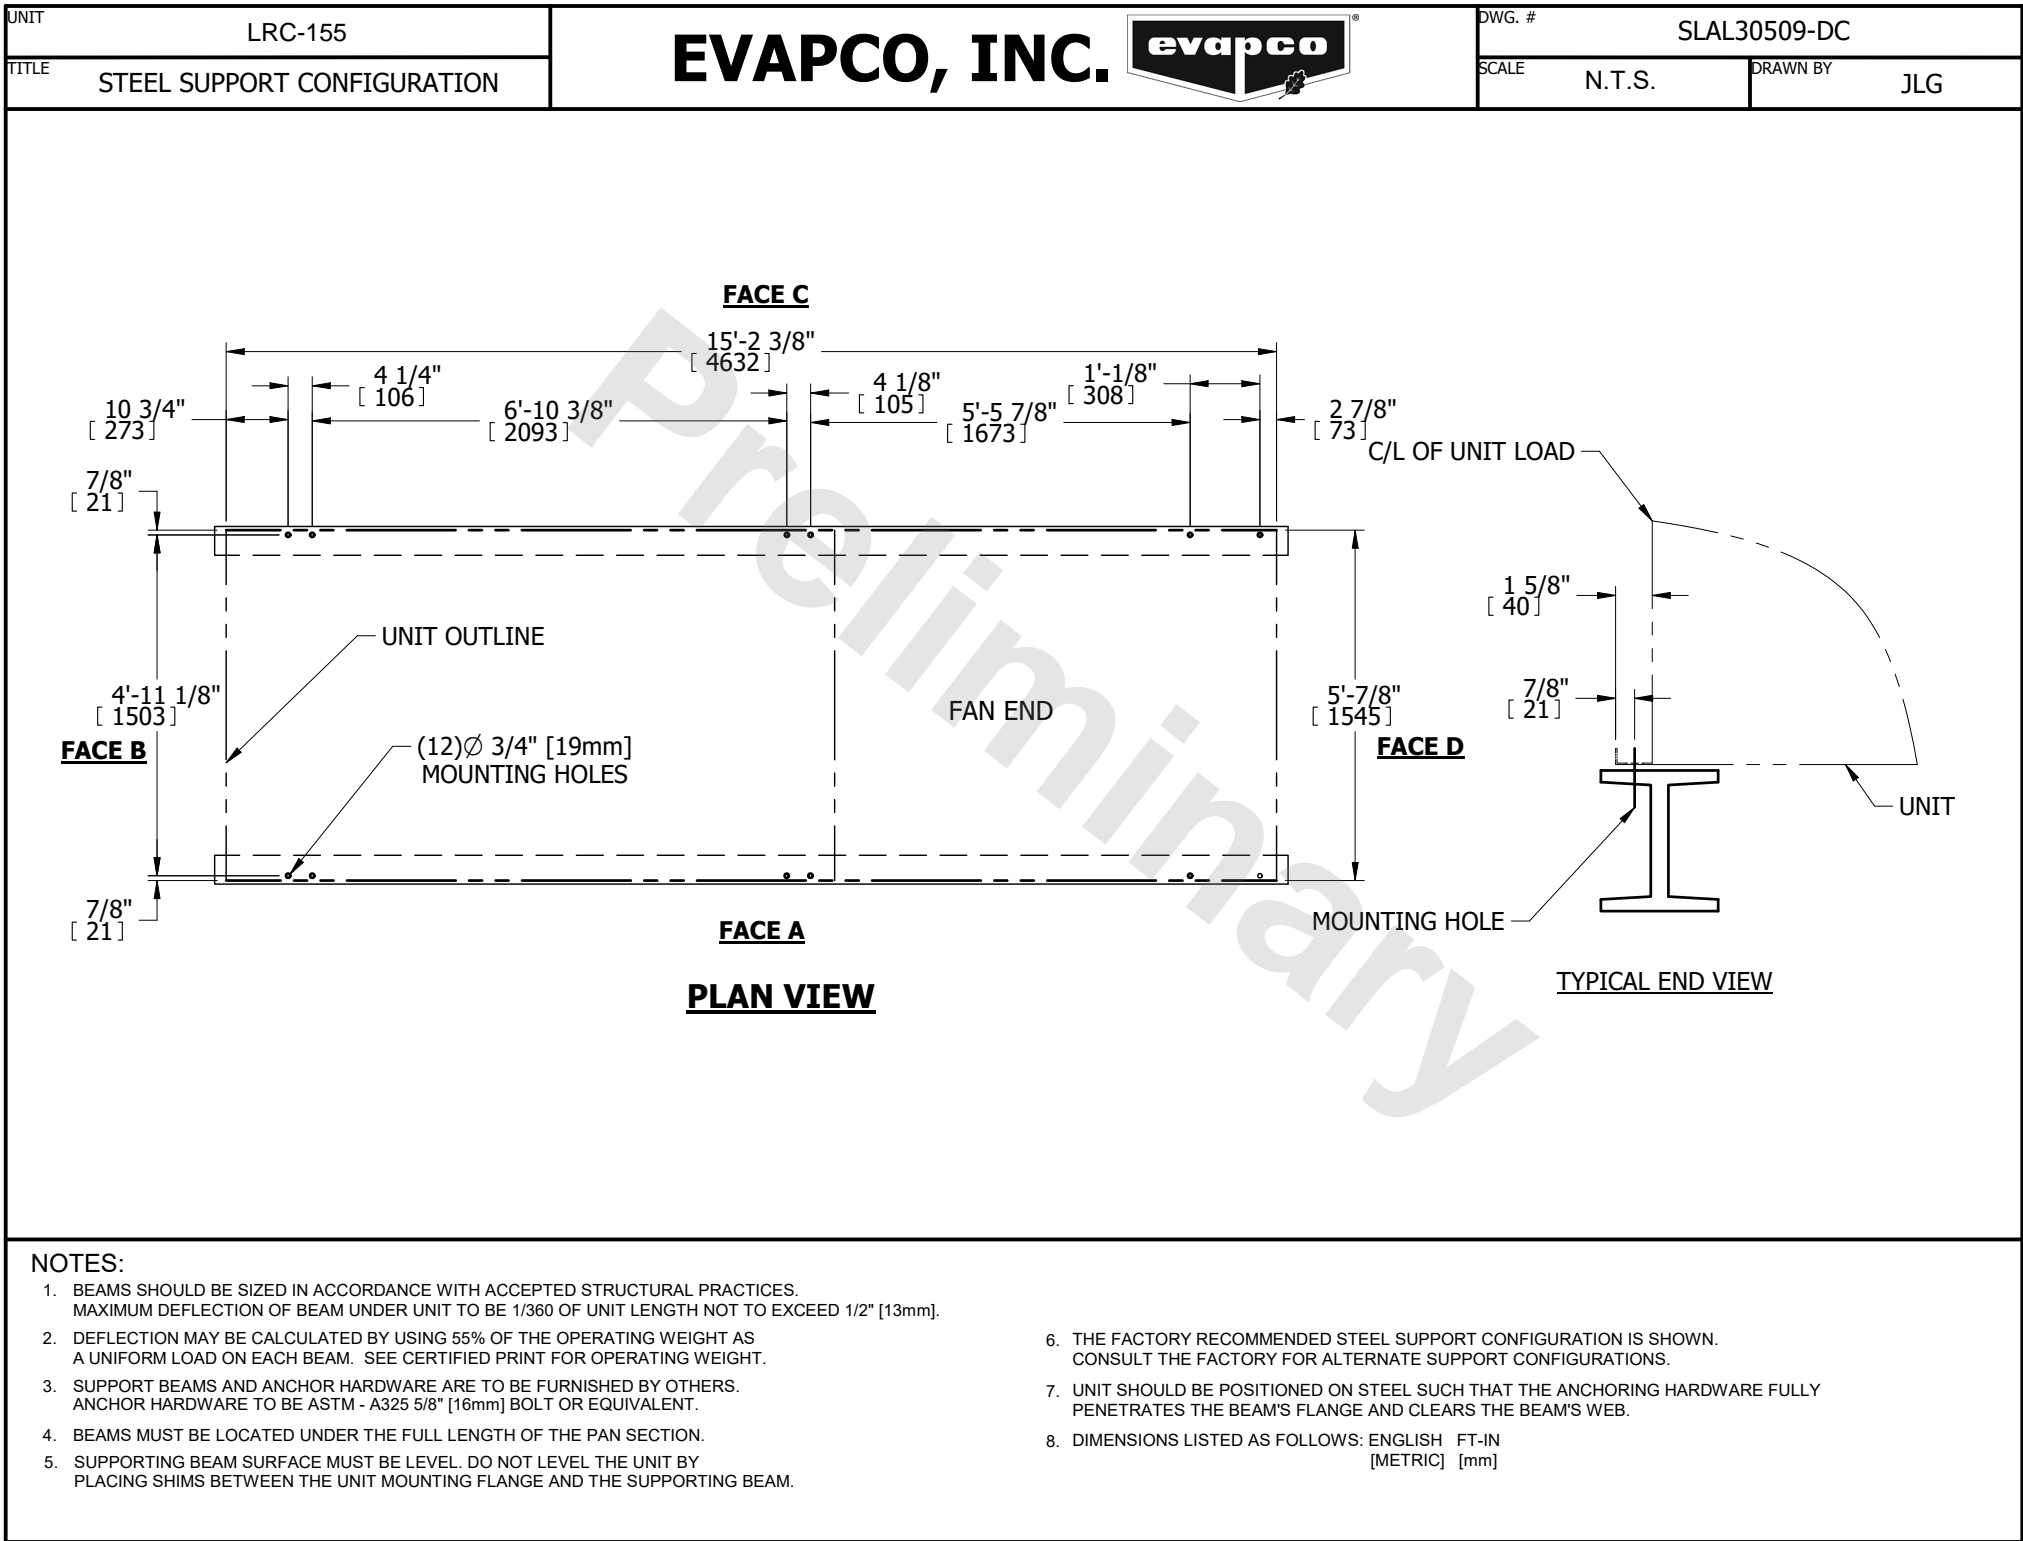 UNIT
LRC-155
TITLE
STEEL SUPPORT CONFIGURATION
EVAPCO, INC.
evapco
®
DWG. #
SLAL30509-DC
SCALE
N.T.S.
DRAWN BY
JLG
FACE C
15'-2 3/8"
[ 4632 ]
4 1/4"
[ 106 ]
4 1/8"
[ 105 ]
1'-1/8"
[ 308 ]
10 3/4"
[ 273 ]
6'-10 3/8"
[ 2093 ]
5'-5 7/8"
[ 1673 ]
2 7/8"
[ 73 ]
C/L OF UNIT LOAD
7/8"
[ 21 ]
1 5/8"
[ 40 ]
UNIT OUTLINE
4'-11 1/8"
[ 1503 ]
FACE B
FAN END
5'-7/8"
[ 1545 ]
FACE D
7/8"
[ 21 ]
(12)Ø 3/4" [19mm]
MOUNTING HOLES
UNIT
7/8"
[ 21 ]
FACE A
MOUNTING HOLE
PLAN VIEW
TYPICAL END VIEW
Preliminary
NOTES:
1. BEAMS SHOULD BE SIZED IN ACCORDANCE WITH ACCEPTED STRUCTURAL PRACTICES.
MAXIMUM DEFLECTION OF BEAM UNDER UNIT TO BE 1/360 OF UNIT LENGTH NOT TO EXCEED 1/2" [13mm].
2. DEFLECTION MAY BE CALCULATED BY USING 55% OF THE OPERATING WEIGHT AS
A UNIFORM LOAD ON EACH BEAM. SEE CERTIFIED PRINT FOR OPERATING WEIGHT.
3. SUPPORT BEAMS AND ANCHOR HARDWARE ARE TO BE FURNISHED BY OTHERS.
ANCHOR HARDWARE TO BE ASTM - A325 5/8" [16mm] BOLT OR EQUIVALENT.
4. BEAMS MUST BE LOCATED UNDER THE FULL LENGTH OF THE PAN SECTION.
5. SUPPORTING BEAM SURFACE MUST BE LEVEL. DO NOT LEVEL THE UNIT BY
PLACING SHIMS BETWEEN THE UNIT MOUNTING FLANGE AND THE SUPPORTING BEAM.
6. THE FACTORY RECOMMENDED STEEL SUPPORT CONFIGURATION IS SHOWN.
CONSULT THE FACTORY FOR ALTERNATE SUPPORT CONFIGURATIONS.
7. UNIT SHOULD BE POSITIONED ON STEEL SUCH THAT THE ANCHORING HARDWARE FULLY
PENETRATES THE BEAM'S FLANGE AND CLEARS THE BEAM'S WEB.
8. DIMENSIONS LISTED AS FOLLOWS: ENGLISH FT-IN
[METRIC] [mm]